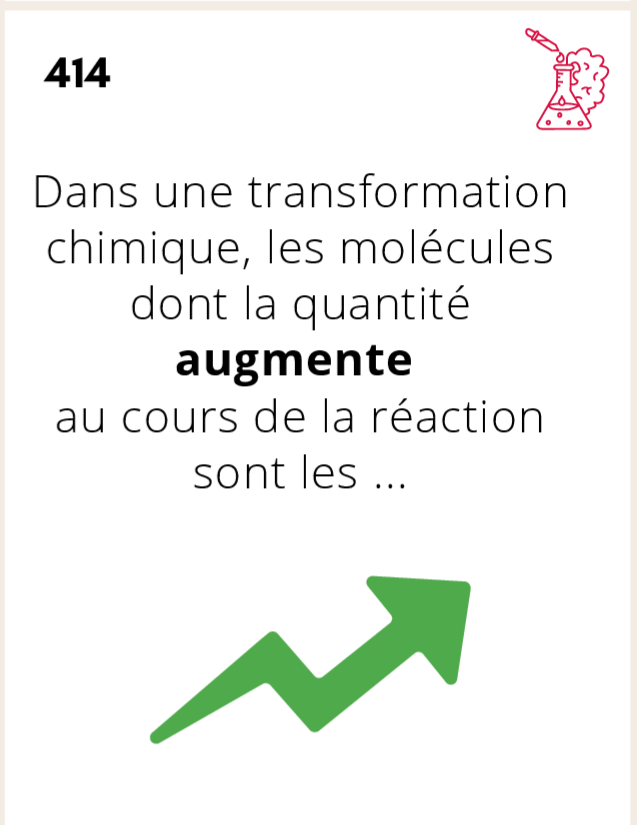 414
Dans une transformation
chimique, les molécules
dont la quantité
augmente
au cours de la réaction
sont les ...